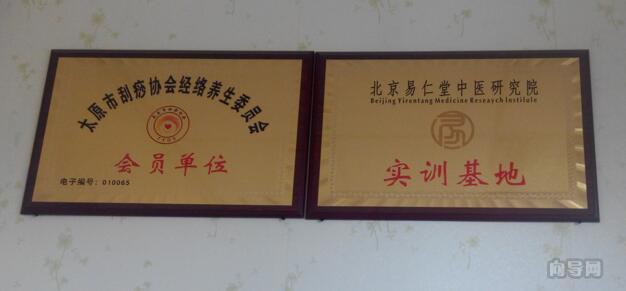 太原市刮痧协会经络养生委员会
会员单位
电子编号：010065
北京易仁堂中医研究院
Beijing Yirentang Medicine Reseaych Institule
实训基地
向导网